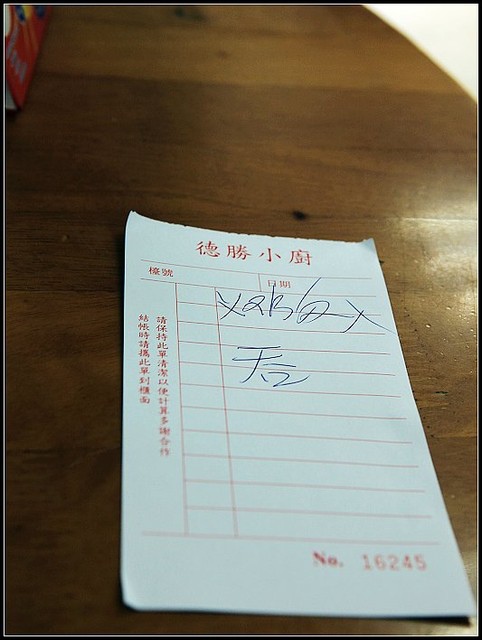 德勝小廚
檯號 日期
請保持此單清潔以便計算多謝合作
結帳時請攜此單到櫃面
No. 16245